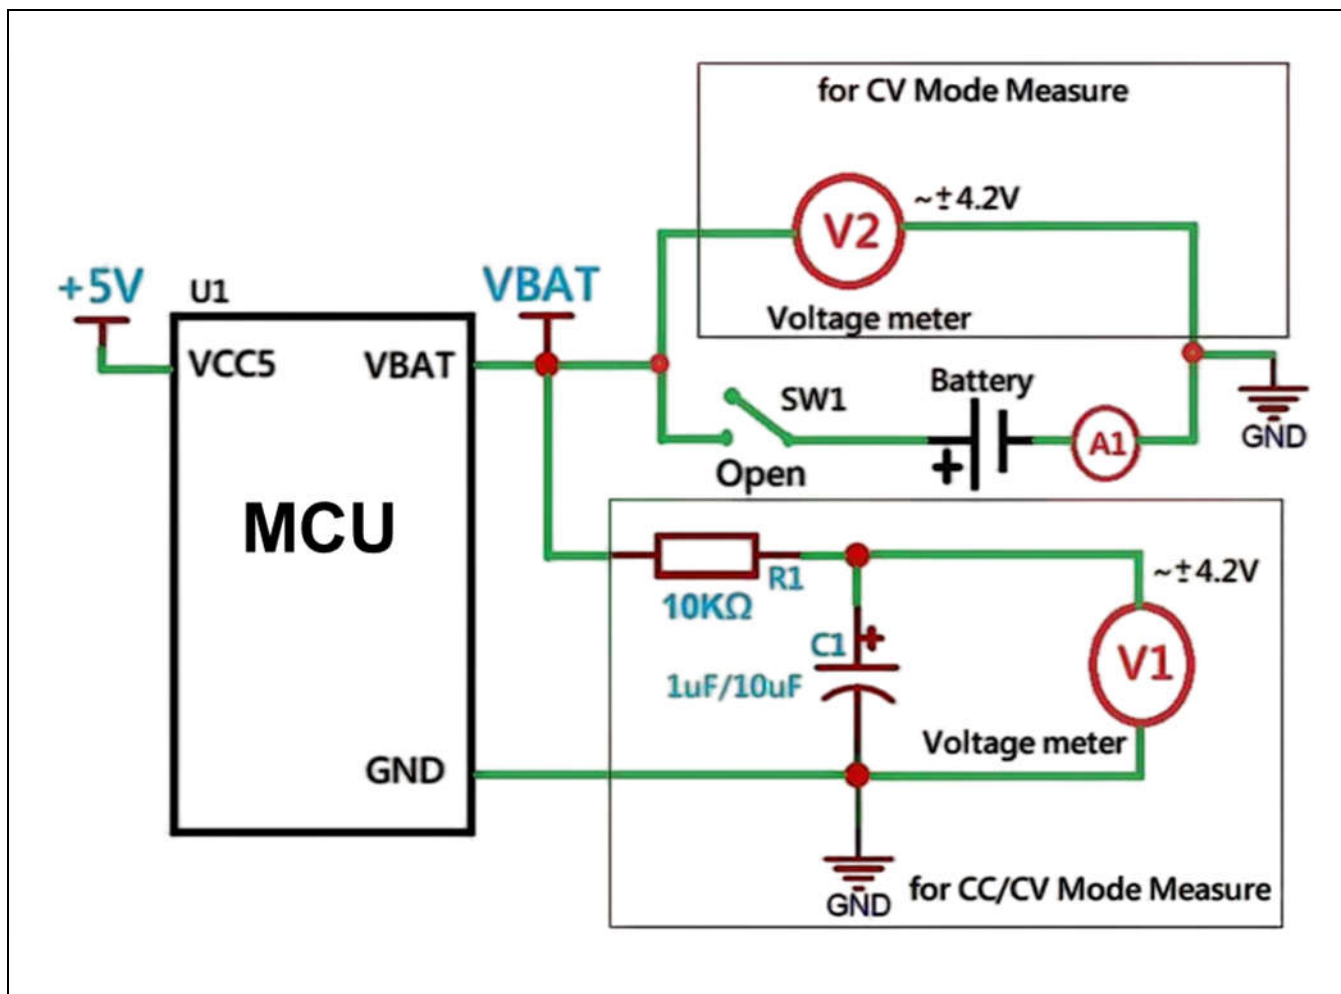 for CV Mode Measure
V2
~±4.2V
Voltage meter
+5V
U1
VBAT
VCC5
VBAT
SW1
Battery
A1
GND
+
Open
MCU
R1
10KΩ
~±4.2V
C1
+
1uF/10uF
V1
Voltage meter
GND
GND
for CC/CV Mode Measure